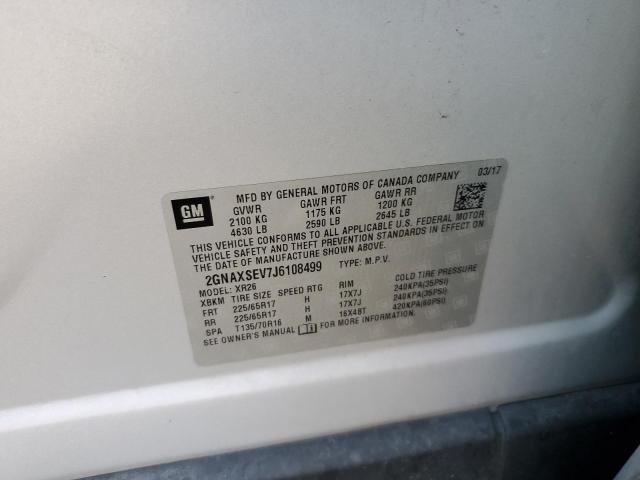 GM
MFD BY GENERAL MOTORS OF CANADA COMPANY 03/17
GVWR GAWR FRT GAWR RR
2100 KG 1175 KG 1200 KG
4630 LB 2590 LB 2645 LB
THIS VEHICLE CONFORMS TO ALL APPLICABLE U.S. FEDERAL MOTOR
VEHICLE SAFETY AND THEFT PREVENTION STANDARDS IN EFFECT ON
THE DATE OF MANUFACTURE SHOWN ABOVE.
2GNAXSEV7J6108499 TYPE: M.P.V.
MODEL: XR26
XBKM TIRE SIZE SPEED RTG RIM COLD TIRE PRESSURE
FRT 225/65R17 H 17X7J 240KPA(35PSI)
RR 225/65R17 H 17X7J 240KPA(35PSI)
SPA T135/70R16 M 16X4BT 420KPA(60PSI)
SEE OWNER'S MANUAL FOR MORE INFORMATION.